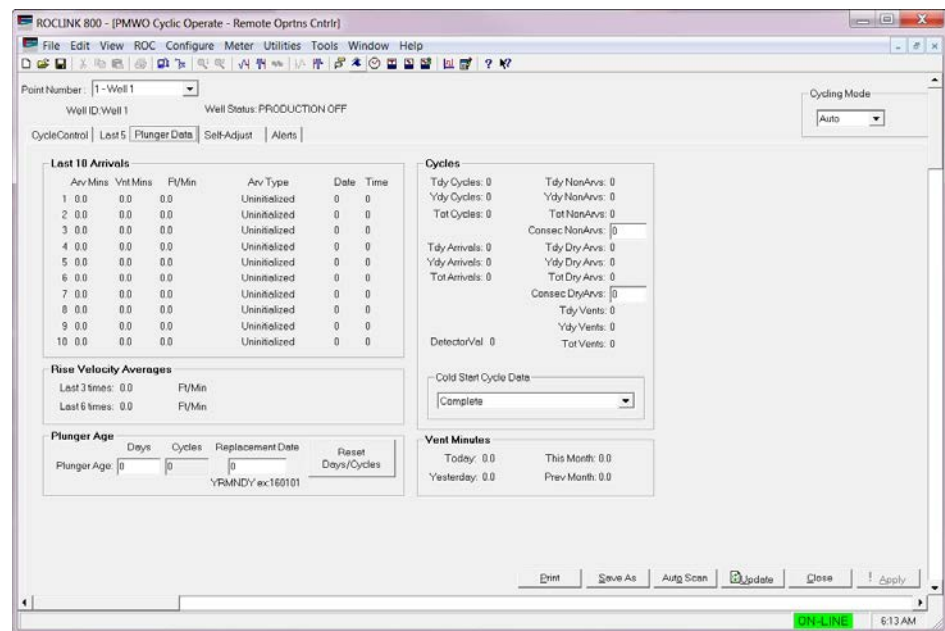 ROCLINK 800 - [PMWO Cyclic Operate - Remote Oprtns Cntrlr]
File Edit View ROC Configure Meter Utilities Tools Window Help
Point Number: 1 - Well 1
Well ID:Well 1 Well Status: PRODUCTION OFF
Cycling Mode
Auto
CycleControl Last 5 Plunger Data Self-Adjust Alerts
Last 10 Arrivals
Arv Mins Vnt Mins Ft/Min Arv Type Date Time
1 0.0 0.0 0.0 Uninitialized 0 0
2 0.0 0.0 0.0 Uninitialized 0 0
3 0.0 0.0 0.0 Uninitialized 0 0
4 0.0 0.0 0.0 Uninitialized 0 0
5 0.0 0.0 0.0 Uninitialized 0 0
6 0.0 0.0 0.0 Uninitialized 0 0
7 0.0 0.0 0.0 Uninitialized 0 0
8 0.0 0.0 0.0 Uninitialized 0 0
9 0.0 0.0 0.0 Uninitialized 0 0
10 0.0 0.0 0.0 Uninitialized 0 0
Rise Velocity Averages
Last 3 times: 0.0 Ft/Min
Last 6 times: 0.0 Ft/Min
Plunger Age
Days Cycles Replacement Date
Plunger Age: 0 0 0
YRMNDY ex:160101
Reset
Days/Cycles
Cycles
Tdy Cycles: 0 Tdy NonArvs: 0
Ydy Cycles: 0 Ydy NonArvs: 0
Tot Cycles: 0 Tot NonArvs: 0
Consec NonArvs: 0
Tdy Arrivals: 0 Tdy Dry Arvs: 0
Ydy Arrivals: 0 Ydy Dry Arvs: 0
Tot Arrivals: 0 Tot Dry Arvs: 0
Consec DryArvs: 0
Tdy Vents: 0
Ydy Vents: 0
DetectorVal 0 Tot Vents: 0
Cold Start Cycle Data
Complete
Vent Minutes
Today: 0.0 This Month: 0.0
Yesterday: 0.0 Prev Month: 0.0
Print Save As Auto Scan Update Close ! Apply
ON-LINE 6:13 AM